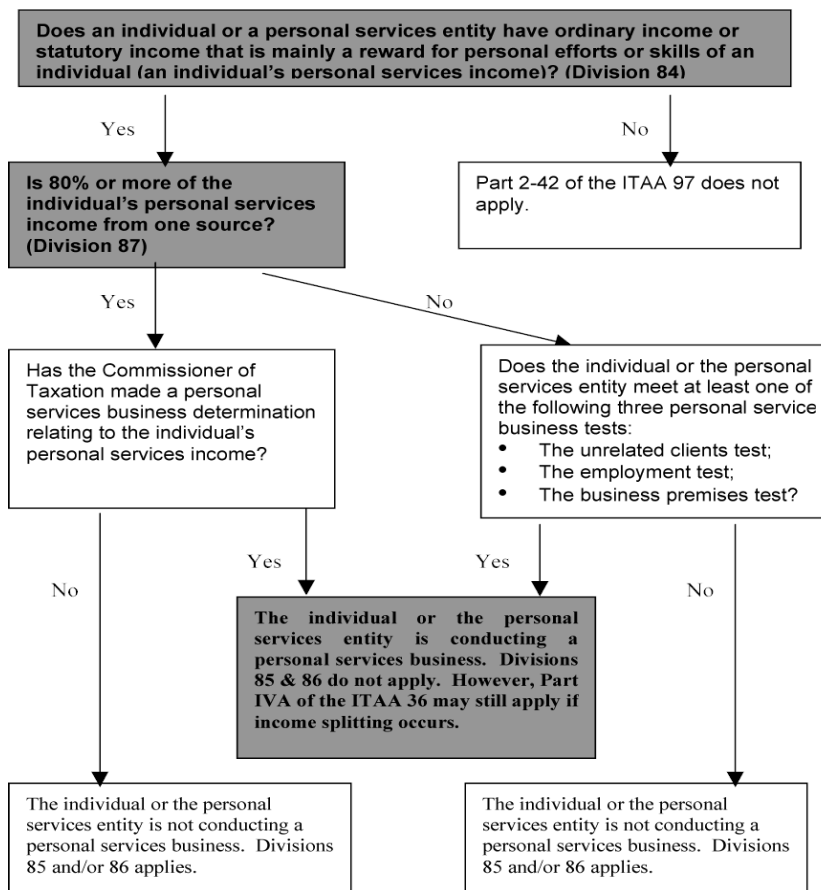 Does an individual or a personal services entity have ordinary income or
statutory income that is mainly a reward for personal efforts or skills of an
individual (an individual's personal services income)? (Division 84)
Yes
No
Is 80% or more of the
individual's personal services
income from one source?
(Division 87)
Part 2-42 of the ITAA 97 does not
apply.
Yes
No
Has the Commissioner of
Taxation made a personal
services business determination
relating to the individual's
personal services income?
Does the individual or the personal
services entity meet at least one of
the following three personal service
business tests:
• The unrelated clients test;
• The employment test;
• The business premises test?
No
Yes
Yes
No
The individual or the personal
services entity is conducting a
personal services business. Divisions
85 & 86 do not apply. However, Part
IVA of the ITAA 36 may still apply if
income splitting occurs.
The individual or the personal
services entity is not conducting a
personal services business. Divisions
85 and/or 86 applies.
The individual or the personal
services entity is not conducting a
personal services business. Divisions
85 and/or 86 applies.